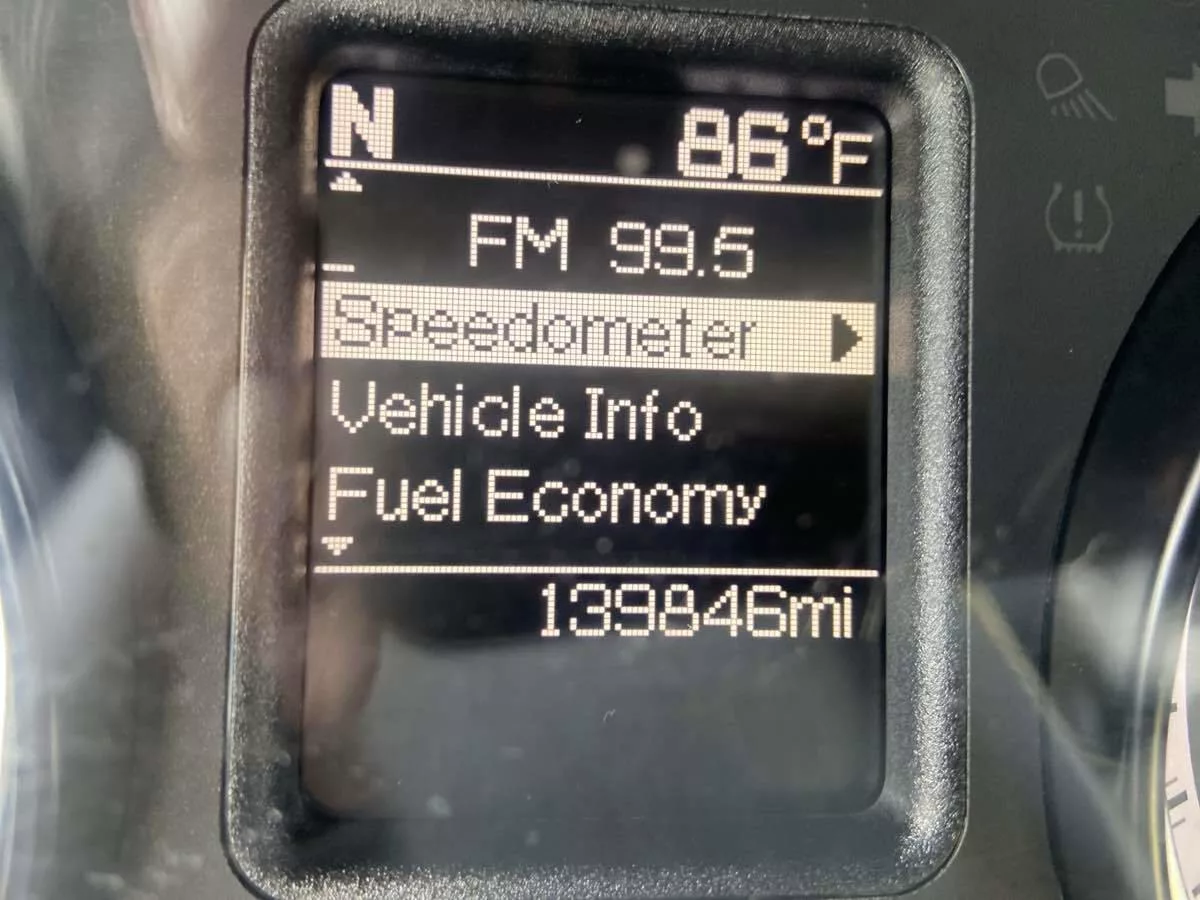 N 86°F
FM 99.5
Speedometer
Vehicle Info
Fuel Economy
139846mi